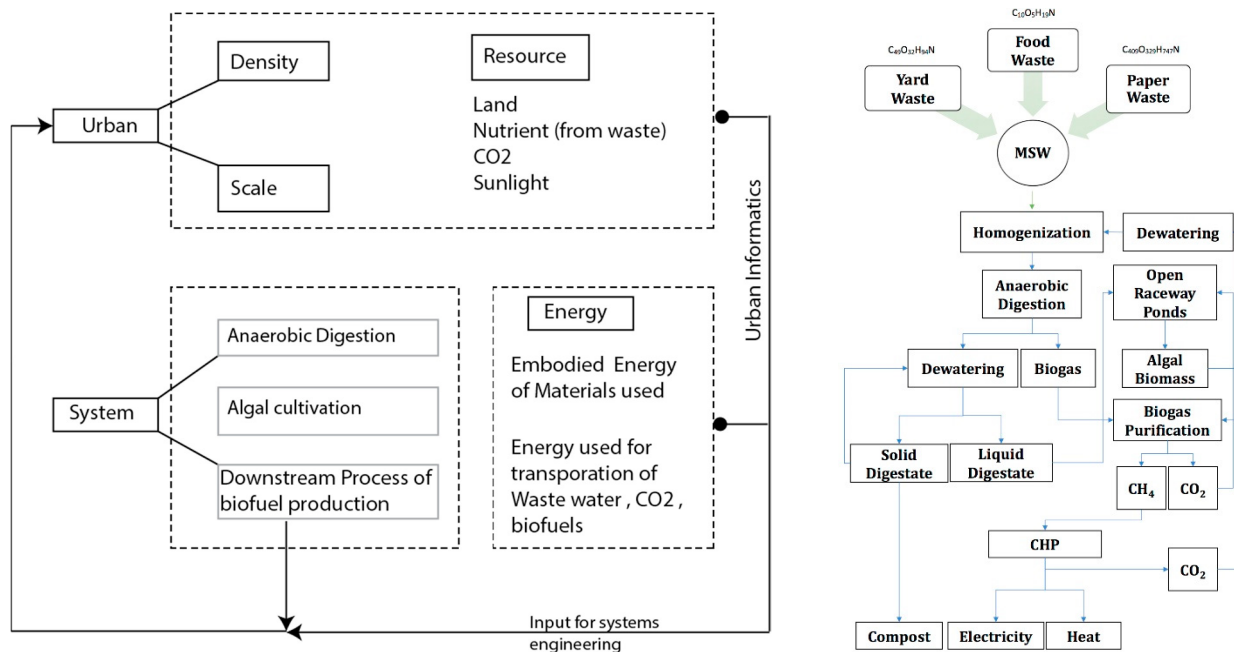 Urban
Density
Scale
Resource
Land
Nutrient (from waste)
CO2
Sunlight
System
Anaerobic Digestion
Algal cultivation
Downstream Process of
biofuel production
Energy
Embodied Energy
of Materials used
Energy used for
transporation of
Waste water , CO2 ,
biofuels
Urban Informatics
Input for systems
engineering
C₄₉O₃₂H₉₄N
Yard
Waste
C₁₀O₅H₁₉N
Food
Waste
C₄₀₉O₃₂₉H₇₄₇N
Paper
Waste
MSW
Homogenization
Dewatering
Anaerobic
Digestion
Open
Raceway
Ponds
Dewatering
Biogas
Algal
Biomass
Biogas
Purification
Solid
Digestate
Liquid
Digestate
CH₄
CO₂
CHP
CO₂
Compost
Electricity
Heat